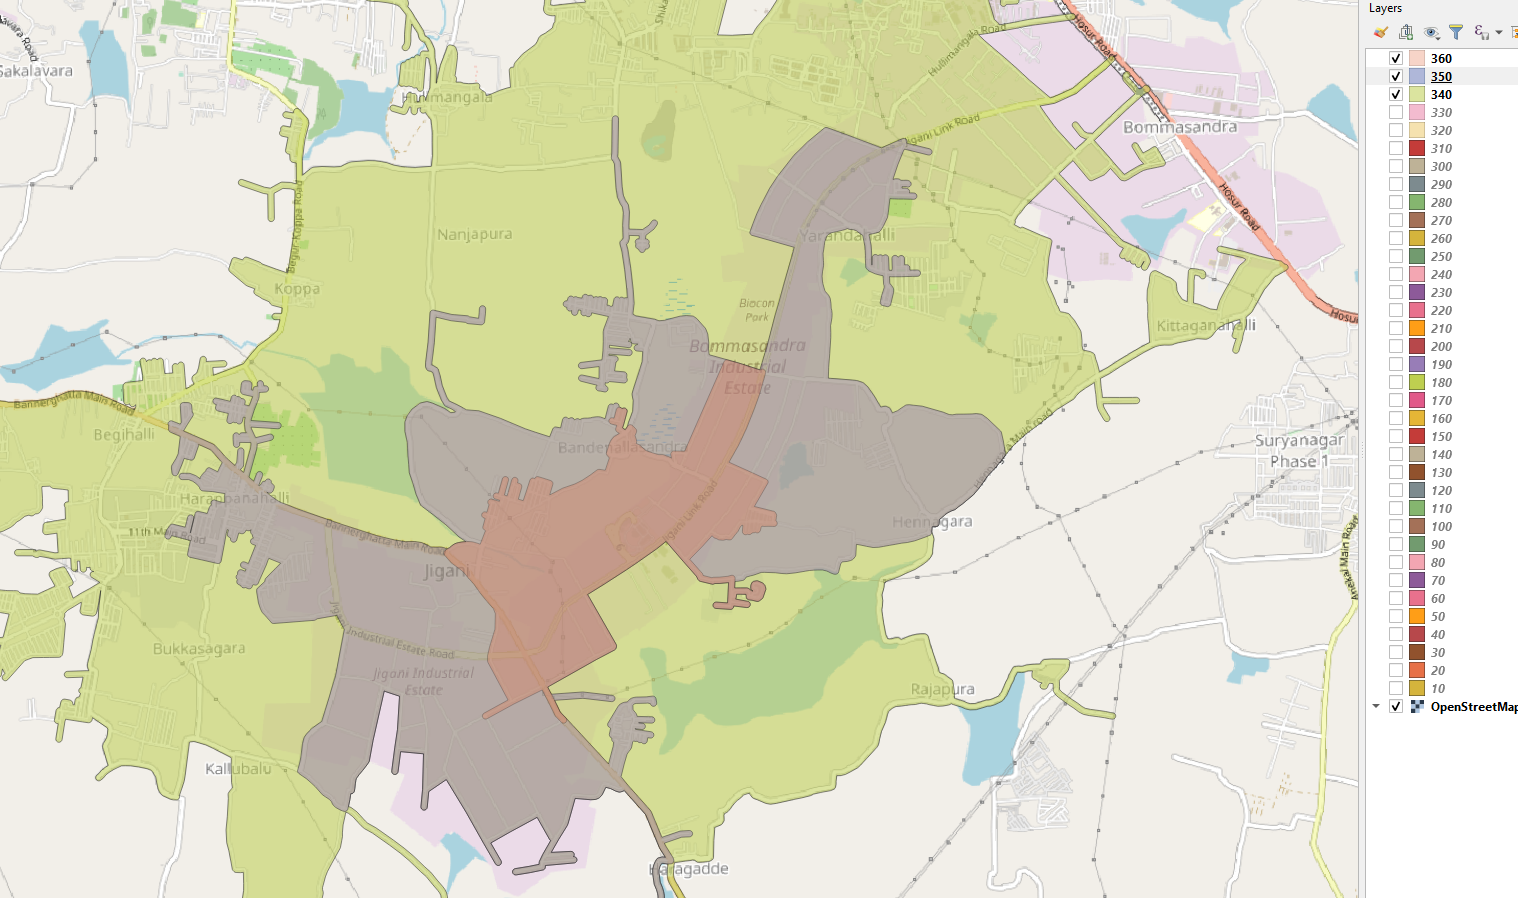 Layers
360
350
340
330
320
310
300
290
280
270
260
250
240
230
220
210
200
190
180
170
160
150
140
130
120
110
100
90
80
70
60
50
40
30
20
10
OpenStreetMap
Sakalavara
Hullimangala Road
Hosur Road
Jigani Link Road
Bommasandra
Hosur Road
Begur-Koppa Road
Nanjapura
Yarandahalli
Koppa
Biocon
Park
Kittaganahalli
Hosur
Bommasandra
Industrial
Estate
Bannerghatta Main Road
Begihalli
Bandenallasandra
Hennagara Main road
Suryanagar
Phase 1
Haragadde
11th Main Road
Bannerghatta Main Road
Jigani Link Road
Hennagara
Anekal Main Road
Jigani
Jigani Industrial Estate Road
Bukkasagara
Jigani Industrial
Estate
Rajapura
Kallubalu